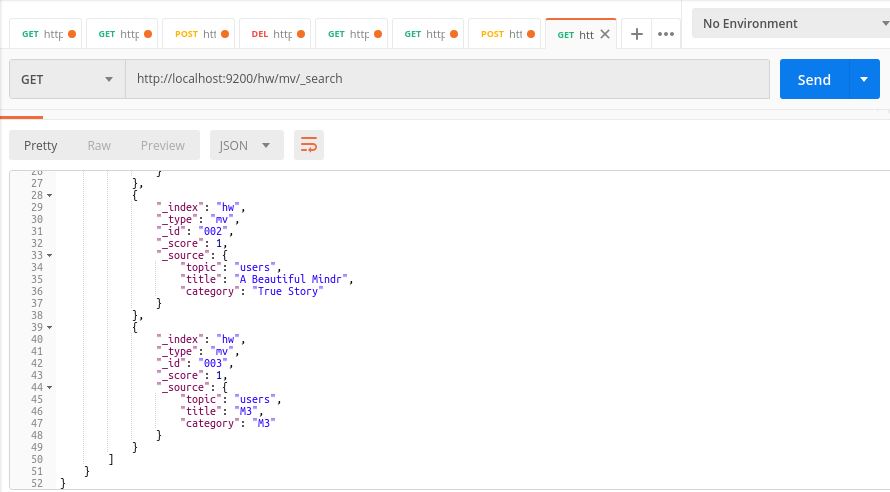 GET http GET http POST htt DEL http GET http GET http POST htt GET htt No Environment
GET http://localhost:9200/hw/mv/_search Send
Pretty Raw Preview JSON
26 }
27 },
28 {
29 "_index": "hw",
30 "_type": "mv",
31 "_id": "002",
32 "_score": 1,
33 "_source": {
34 "topic": "users",
35 "title": "A Beautiful Mindr",
36 "category": "True Story"
37 }
38 },
39 {
40 "_index": "hw",
41 "_type": "mv",
42 "_id": "003",
43 "_score": 1,
44 "_source": {
45 "topic": "users",
46 "title": "M3",
47 "category": "M3"
48 }
49 }
50 ]
51 }
52 }